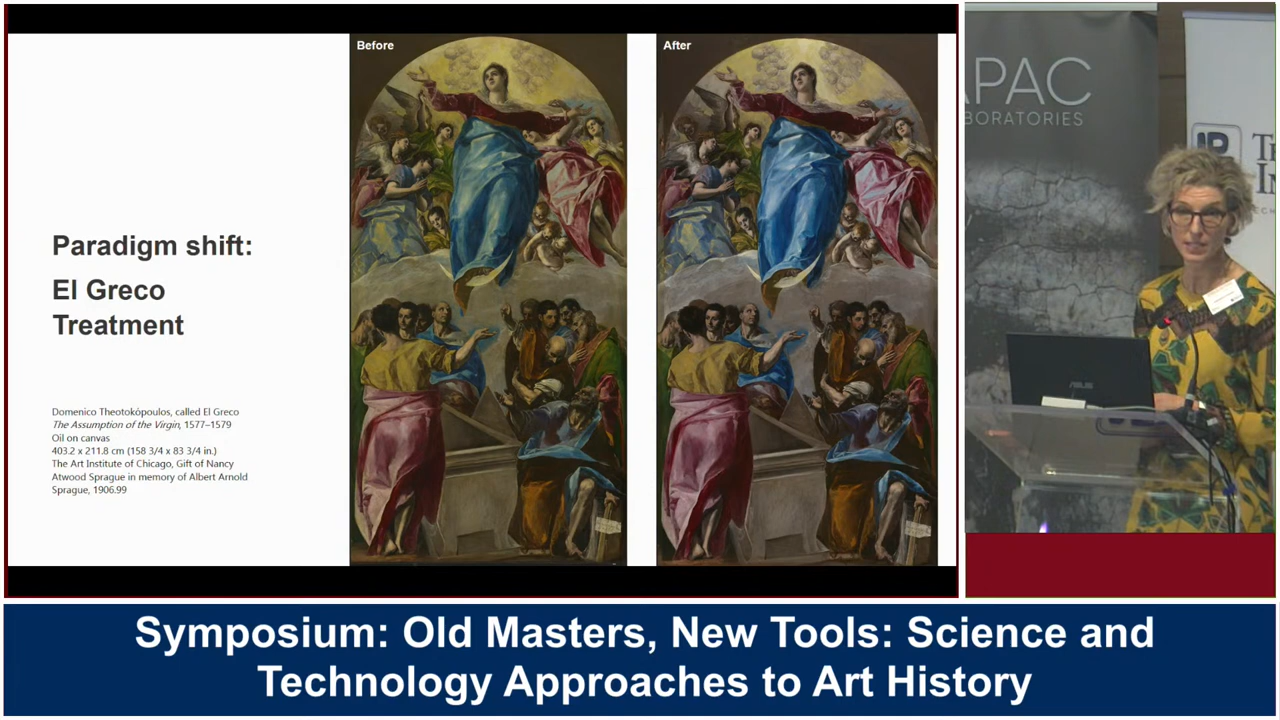 Before
After
Paradigm shift:
El Greco
Treatment
Domenico Theotokópoulos, called El Greco
The Assumption of the Virgin, 1577–1579
Oil on canvas
403.2 x 211.8 cm (158 3/4 x 83 3/4 in.)
The Art Institute of Chicago, Gift of Nancy
Atwood Sprague in memory of Albert Arnold
Sprague, 1906.99
ASUS
Symposium: Old Masters, New Tools: Science and
Technology Approaches to Art History